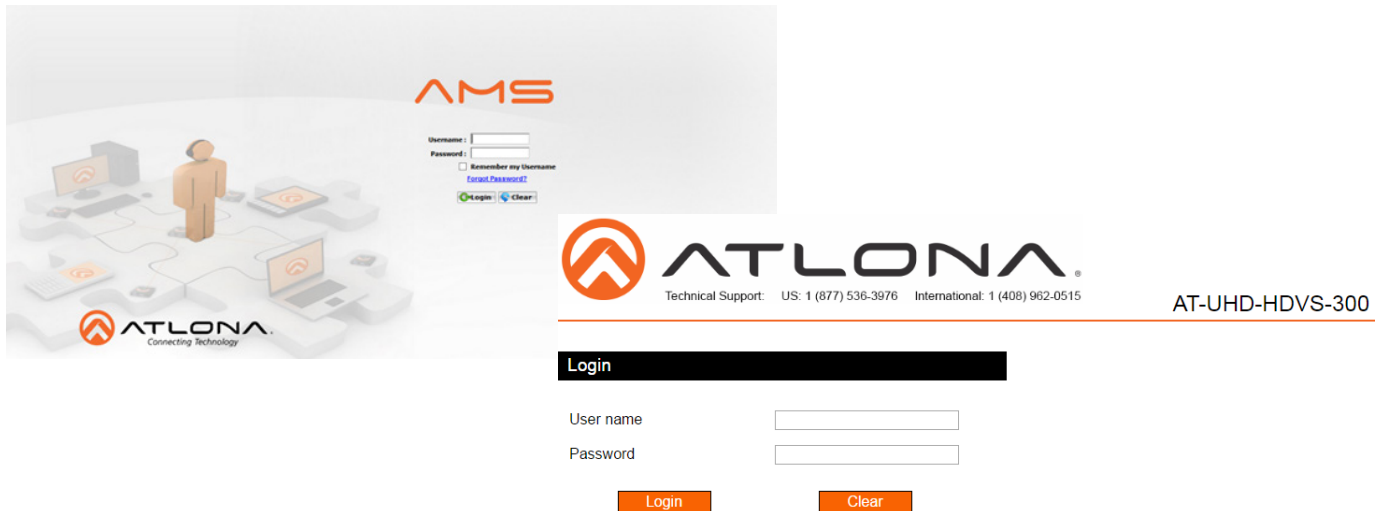 AMS
Username :
Password :
Remember my Username
Forgot Password?
Login Clear
ATLONA.
Connecting Technology
ATLONA®
Technical Support: US: 1 (877) 536-3976 International: 1 (408) 962-0515
AT-UHD-HDVS-300
Login
User name
Password
Login Clear